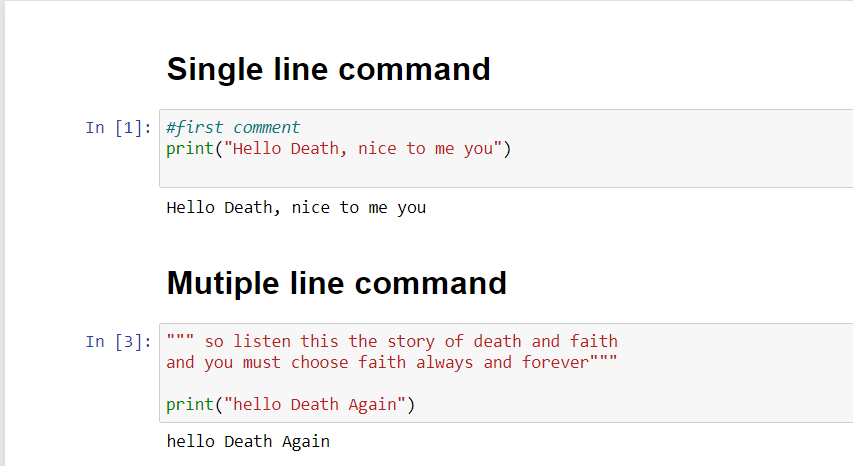 Single line command
In [1]: #first comment
print("Hello Death, nice to me you")
Hello Death, nice to me you
Mutiple line command
In [3]: """ so listen this the story of death and faith
and you must choose faith always and forever"""
print("hello Death Again")
hello Death Again